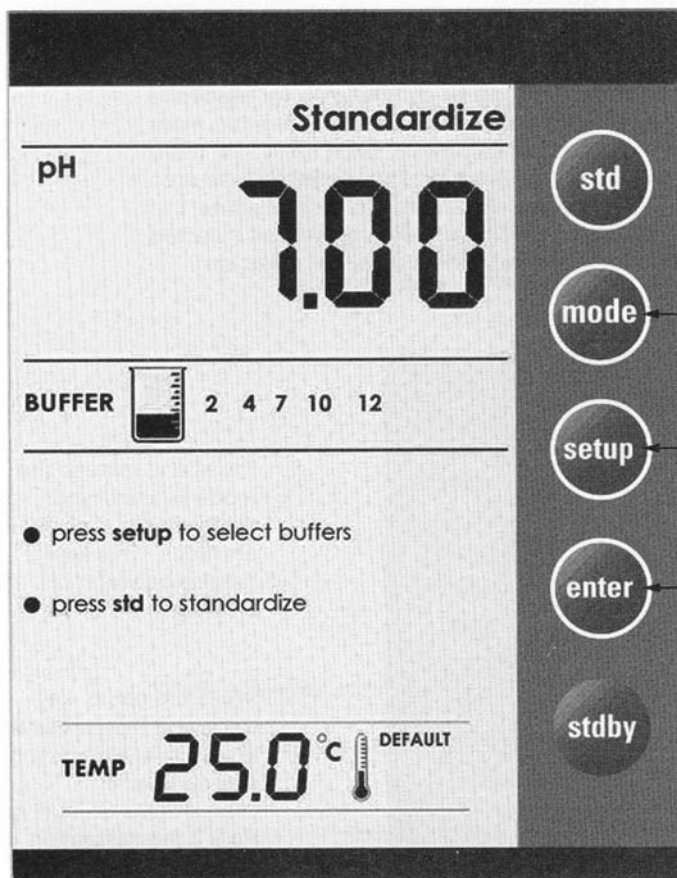 Standardize
pH
7.00
BUFFER 2 4 7 10 12
● press setup to select buffers
● press std to standardize
TEMP 25.0 °C DEFAULT
std
mode
setup
enter
stdby